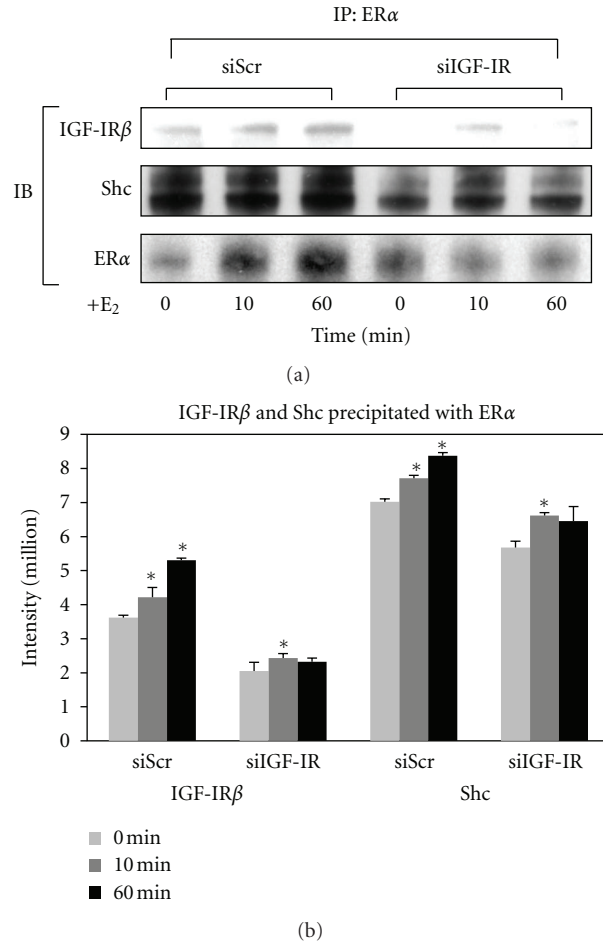 IP: ERα
siScr siIGF-IR
IGF-IRβ
IB Shc
ERα
+E₂ 0 10 60 0 10 60
Time (min)
(a)
IGF-IRβ and Shc precipitated with ERα
Intensity (million)
9
8
7
6
5
4
3
2
1
0
* * * * * *
siScr siIGF-IR siScr siIGF-IR
IGF-IRβ Shc
0 min
10 min
60 min
(b)